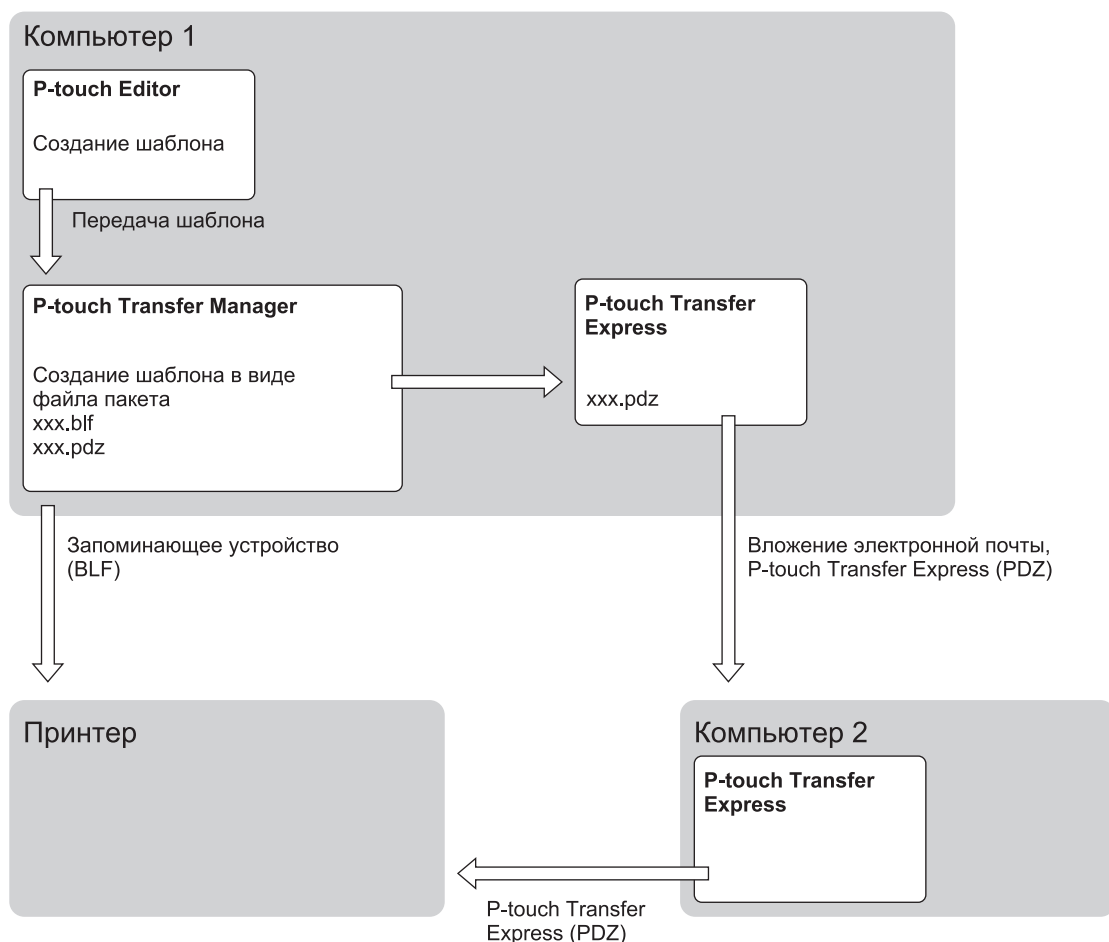 Компьютер 1
P-touch Editor
Создание шаблона
Передача шаблона
P-touch Transfer Manager
Создание шаблона в виде
файла пакета
xxx.blf
xxx.pdz
P-touch Transfer
Express
xxx.pdz
Запоминающее устройство
(BLF)
Вложение электронной почты,
P-touch Transfer Express (PDZ)
Принтер
Компьютер 2
P-touch Transfer
Express
P-touch Transfer
Express (PDZ)